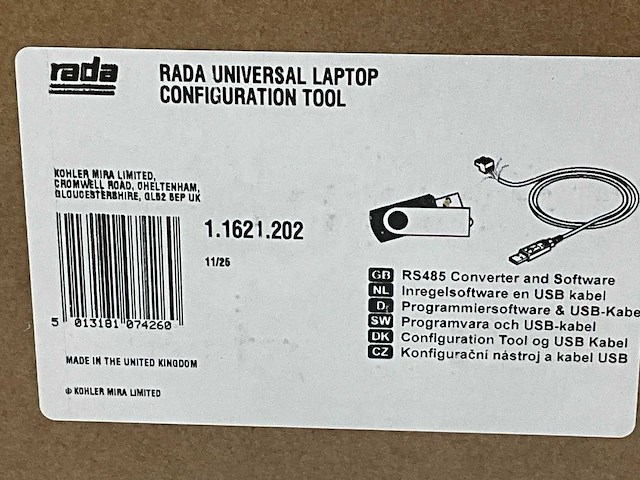 rada
RADA UNIVERSAL LAPTOP
CONFIGURATION TOOL
KOHLER MIRA LIMITED,
CROMWELL ROAD, CHELTENHAM,
GLOUCESTERSHIRE, GL52 5EP UK
1.1621.202
11/25
5 013181 074260
MADE IN THE UNITED KINGDOM
© KOHLER MIRA LIMITED
GB RS485 Converter and Software
NL Inregelsoftware en USB kabel
D Programmiersoftware & USB-Kabe
SW Programvara och USB-kabel
DK Configuration Tool og USB Kabel
CZ Konfigurační nástroj a kabel USB